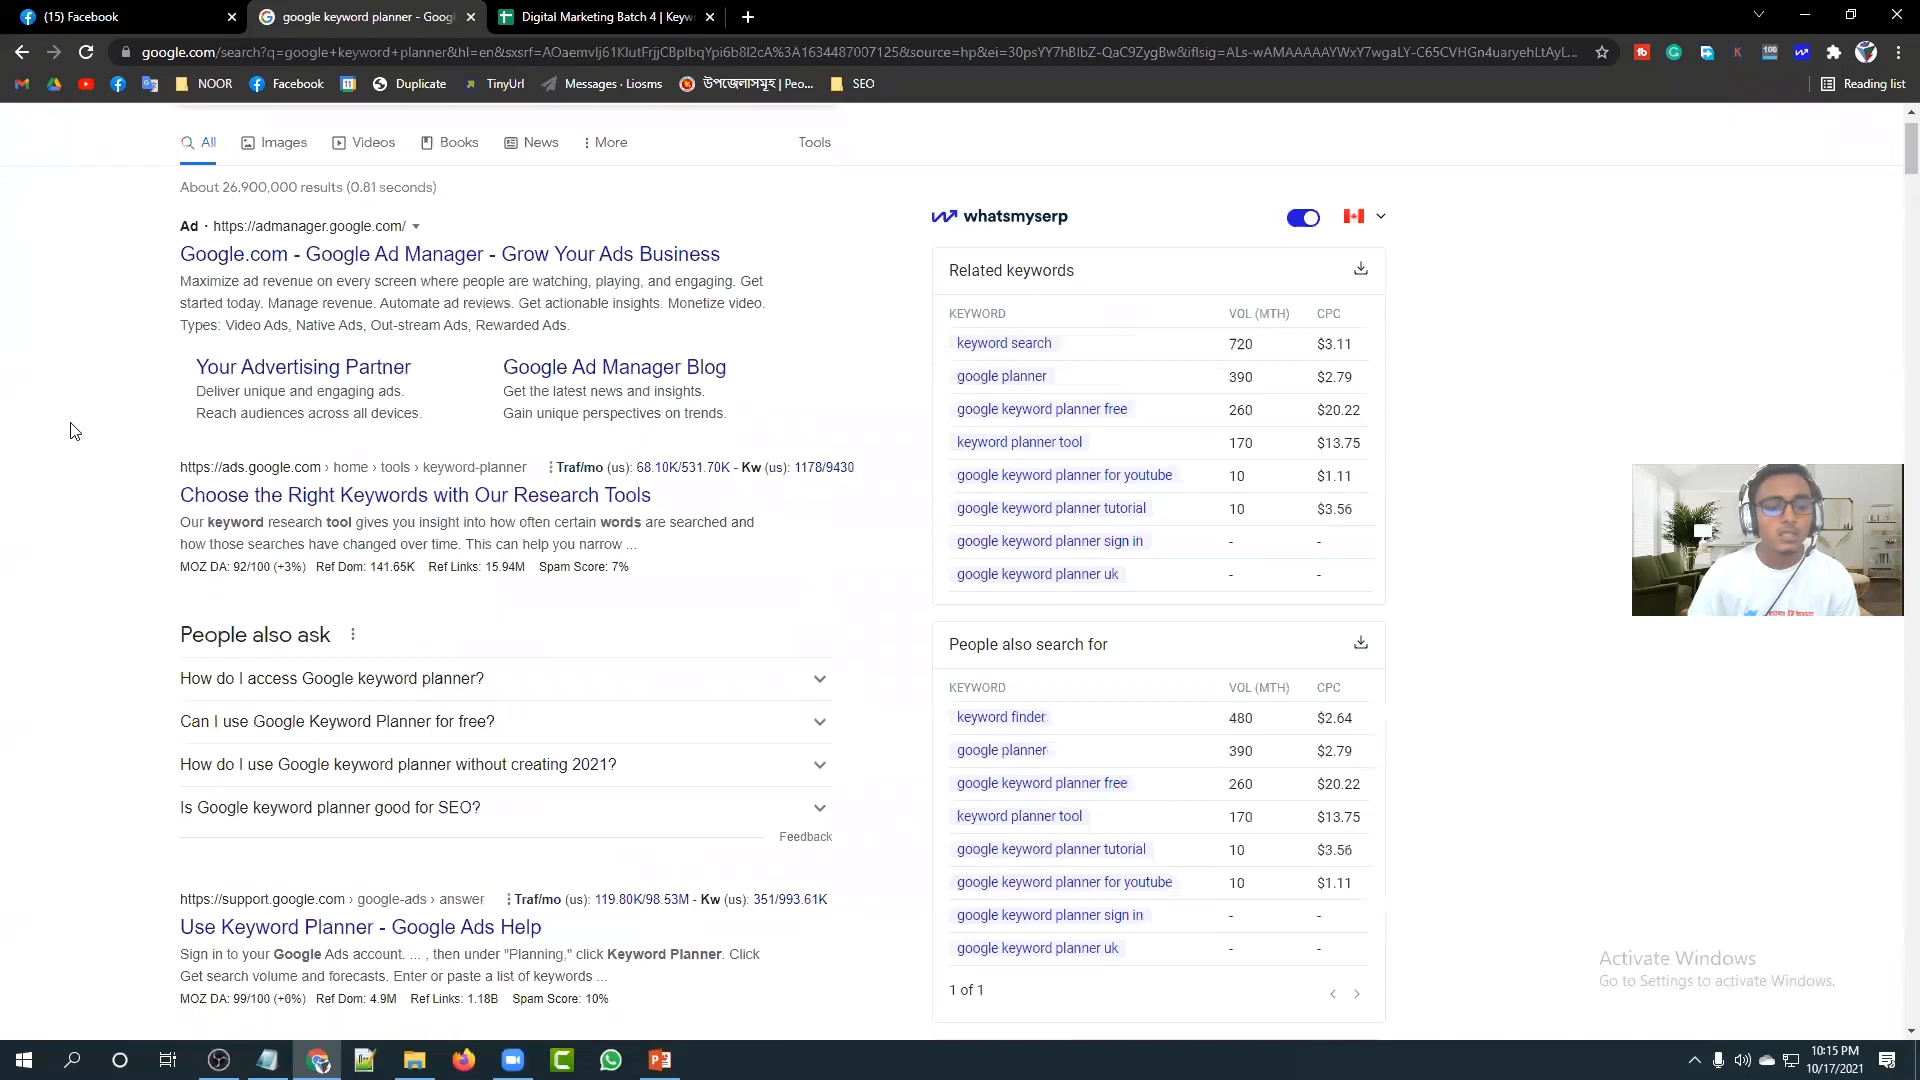 (15) Facebook
google keyword planner - Goog
Digital Marketing Batch 4 | Keyw
google.com/search?q=google+keyword+planner&hl=en&sxsrf=AOaemvIj61KIutFrjjCBpIbqYpi6b8I2cA%3A1634487007125&source=hp&ei=30psYY7hBIbZ-QaC9ZygBw&iflsig=ALs-wAMAAAAAYWxY7wgaLY-C65CVHGn4uaryehLtAyL...
NOOR
Facebook
Duplicate
TinyUrl
Messages · Liosms
উপজেলাসমূহ | Peo...
SEO
Reading list
All
Images
Videos
Books
News
More
Tools
About 26,900,000 results (0.81 seconds)
Ad · https://admanager.google.com/
Google.com - Google Ad Manager - Grow Your Ads Business
Maximize ad revenue on every screen where people are watching, playing, and engaging. Get
started today. Manage revenue. Automate ad reviews. Get actionable insights. Monetize video.
Types: Video Ads, Native Ads, Out-stream Ads, Rewarded Ads.
Your Advertising Partner
Deliver unique and engaging ads.
Reach audiences across all devices.
Google Ad Manager Blog
Get the latest news and insights.
Gain unique perspectives on trends.
https://ads.google.com › home › tools › keyword-planner Traf/mo (us): 68.10K/531.70K - Kw (us): 1178/9430
Choose the Right Keywords with Our Research Tools
Our keyword research tool gives you insight into how often certain words are searched and
how those searches have changed over time. This can help you narrow ...
MOZ DA: 92/100 (+3%) Ref Dom: 141.65K Ref Links: 15.94M Spam Score: 7%
People also ask
How do I access Google keyword planner?
Can I use Google Keyword Planner for free?
How do I use Google keyword planner without creating 2021?
Is Google keyword planner good for SEO?
Feedback
https://support.google.com › google-ads › answer Traf/mo (us): 119.80K/98.53M - Kw (us): 351/993.61K
Use Keyword Planner - Google Ads Help
Sign in to your Google Ads account. ... , then under "Planning," click Keyword Planner. Click
Get search volume and forecasts. Enter or paste a list of keywords ...
MOZ DA: 99/100 (+0%) Ref Dom: 4.9M Ref Links: 1.18B Spam Score: 10%
whatsmyserp
Related keywords
KEYWORD VOL (MTH) CPC
keyword search 720 $3.11
google planner 390 $2.79
google keyword planner free 260 $20.22
keyword planner tool 170 $13.75
google keyword planner for youtube 10 $1.11
google keyword planner tutorial 10 $3.56
google keyword planner sign in - -
google keyword planner uk - -
People also search for
KEYWORD VOL (MTH) CPC
keyword finder 480 $2.64
google planner 390 $2.79
google keyword planner free 260 $20.22
keyword planner tool 170 $13.75
google keyword planner tutorial 10 $3.56
google keyword planner for youtube 10 $1.11
google keyword planner sign in - -
google keyword planner uk - -
1 of 1
Activate Windows
Go to Settings to activate Windows.
10:15 PM
10/17/2021